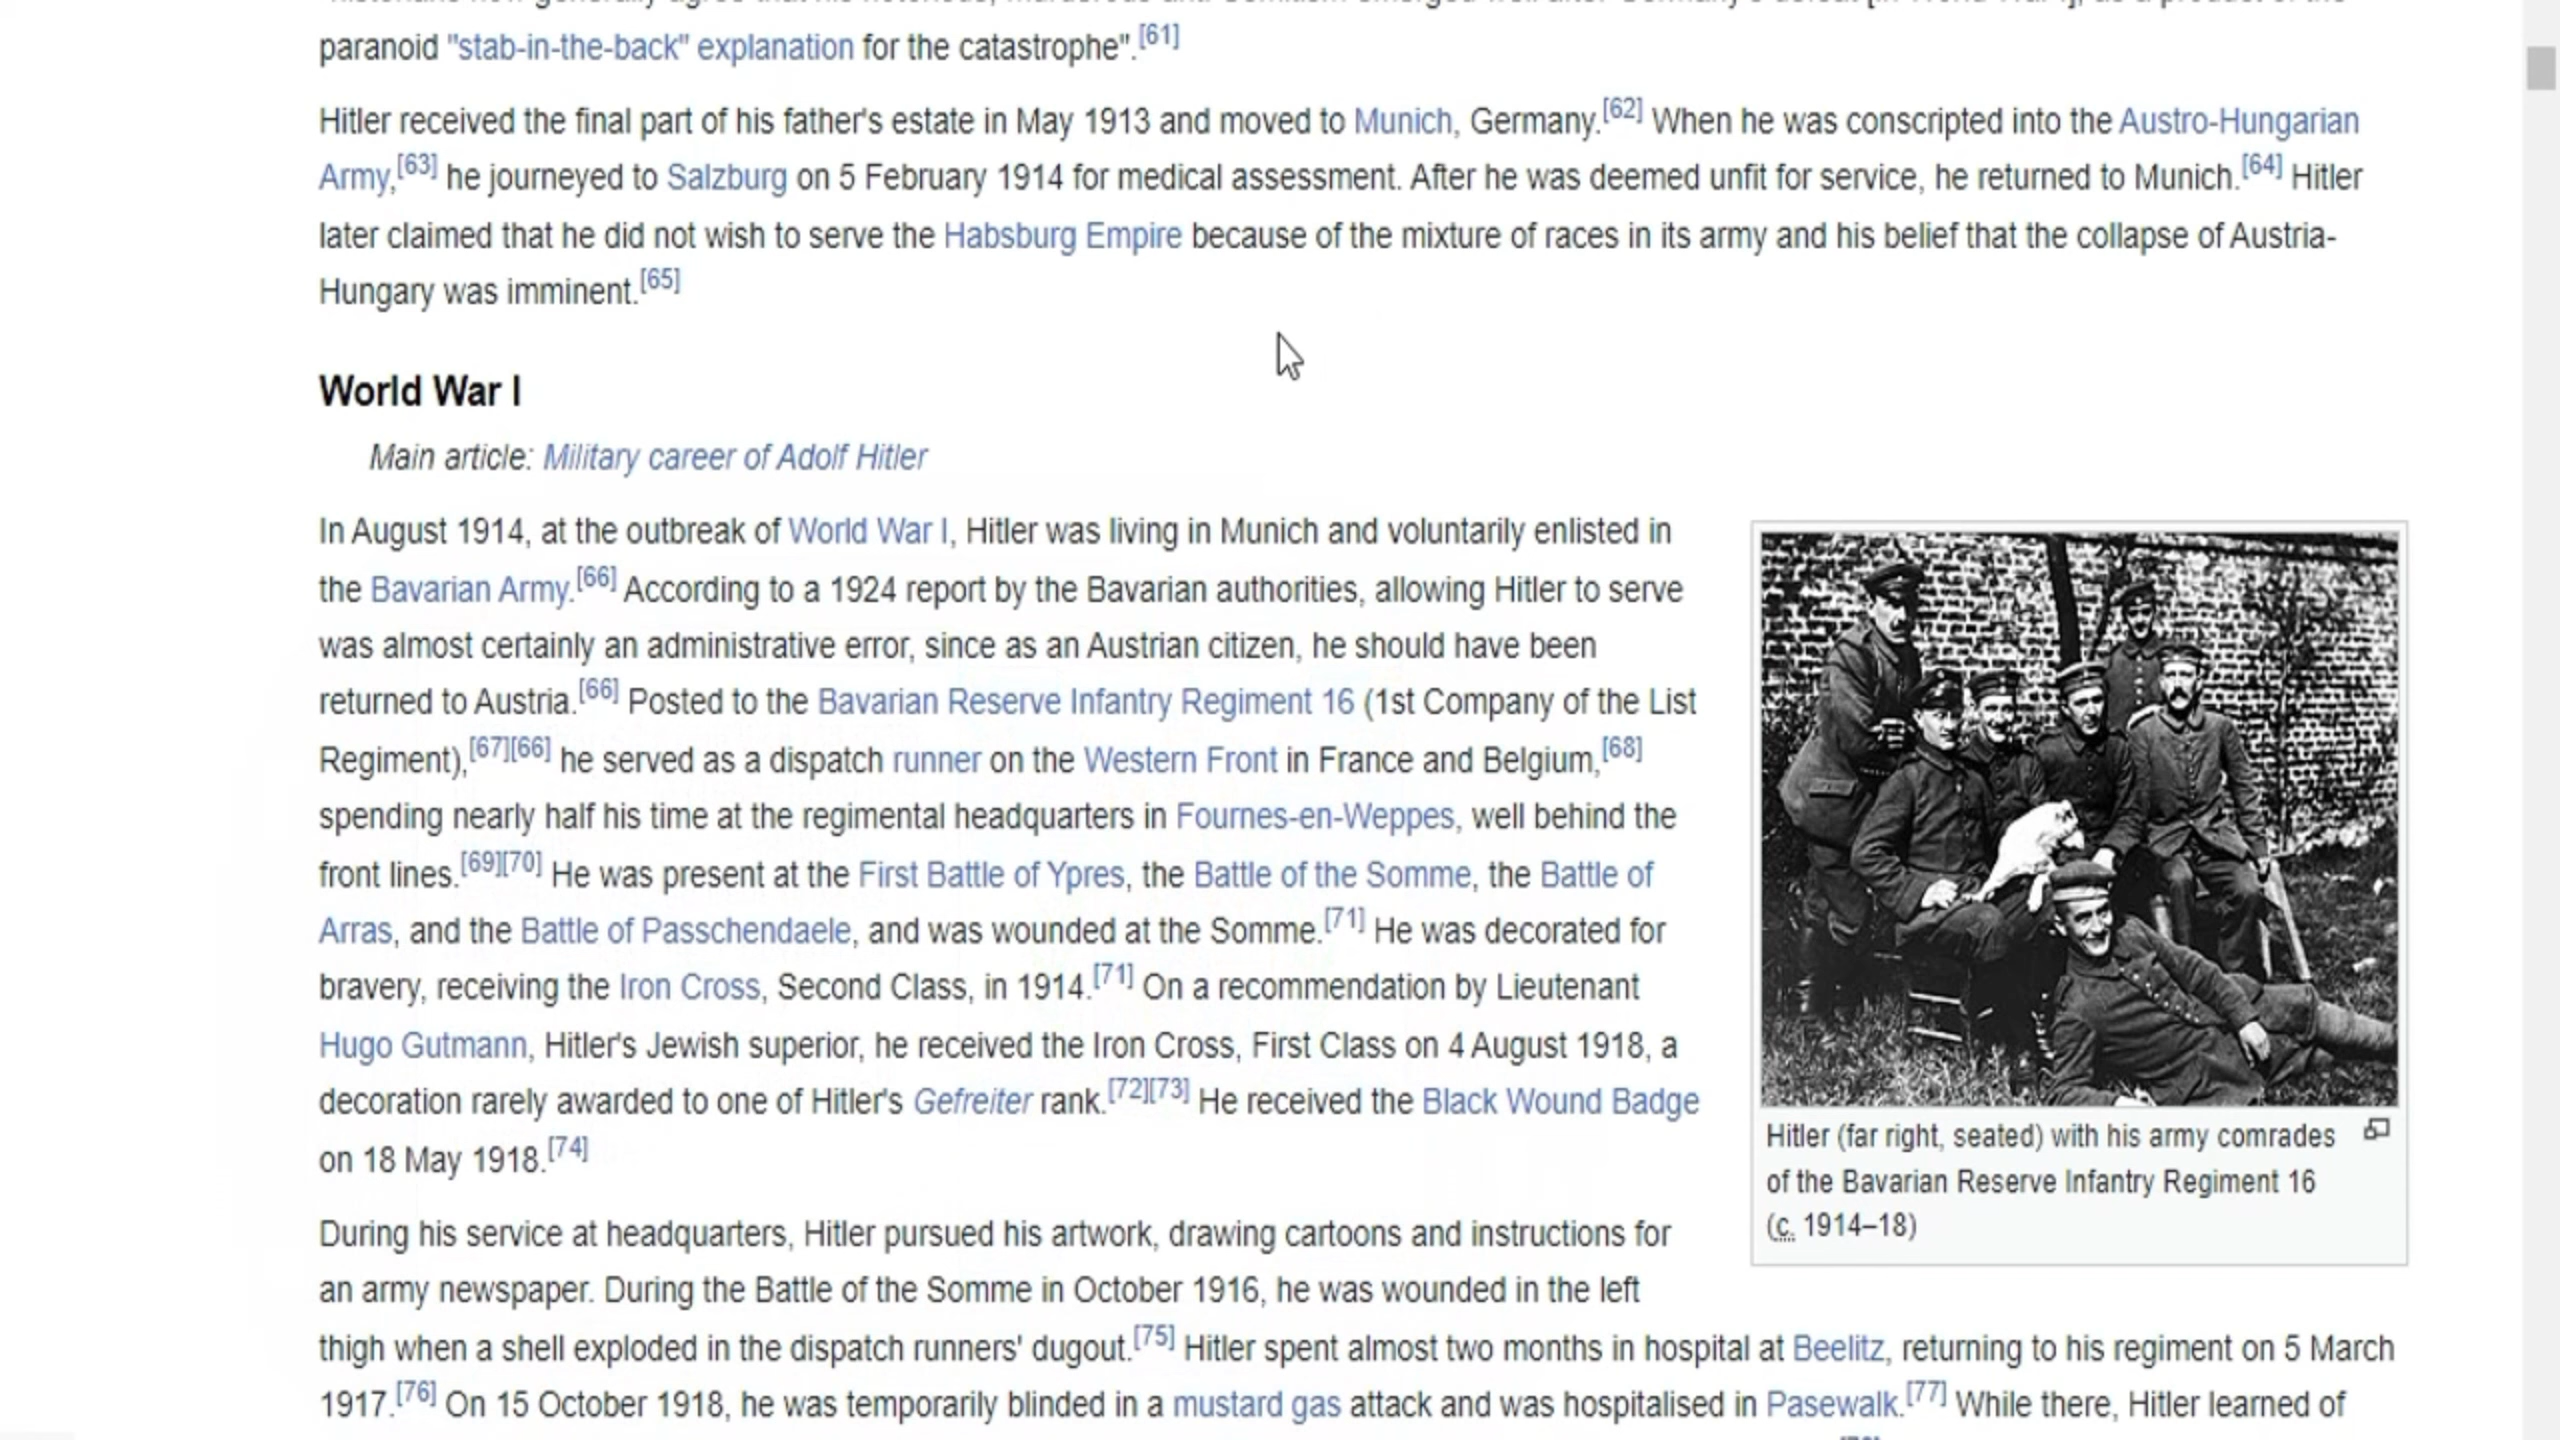 paranoid "stab-in-the-back" explanation for the catastrophe".[61]
Hitler received the final part of his father's estate in May 1913 and moved to Munich, Germany.[62] When he was conscripted into the Austro-Hungarian
Army,[63] he journeyed to Salzburg on 5 February 1914 for medical assessment. After he was deemed unfit for service, he returned to Munich.[64] Hitler
later claimed that he did not wish to serve the Habsburg Empire because of the mixture of races in its army and his belief that the collapse of Austria-
Hungary was imminent.[65]
World War I
Main article: Military career of Adolf Hitler
In August 1914, at the outbreak of World War I, Hitler was living in Munich and voluntarily enlisted in
the Bavarian Army.[66] According to a 1924 report by the Bavarian authorities, allowing Hitler to serve
was almost certainly an administrative error, since as an Austrian citizen, he should have been
returned to Austria.[66] Posted to the Bavarian Reserve Infantry Regiment 16 (1st Company of the List
Regiment),[67][66] he served as a dispatch runner on the Western Front in France and Belgium,[68]
spending nearly half his time at the regimental headquarters in Fournes-en-Weppes, well behind the
front lines.[69][70] He was present at the First Battle of Ypres, the Battle of the Somme, the Battle of
Arras, and the Battle of Passchendaele, and was wounded at the Somme.[71] He was decorated for
bravery, receiving the Iron Cross, Second Class, in 1914.[71] On a recommendation by Lieutenant
Hugo Gutmann, Hitler's Jewish superior, he received the Iron Cross, First Class on 4 August 1918, a
decoration rarely awarded to one of Hitler's Gefreiter rank.[72][73] He received the Black Wound Badge
on 18 May 1918.[74]
Hitler (far right, seated) with his army comrades
of the Bavarian Reserve Infantry Regiment 16
(c. 1914–18)
During his service at headquarters, Hitler pursued his artwork, drawing cartoons and instructions for
an army newspaper. During the Battle of the Somme in October 1916, he was wounded in the left
thigh when a shell exploded in the dispatch runners' dugout.[75] Hitler spent almost two months in hospital at Beelitz, returning to his regiment on 5 March
1917.[76] On 15 October 1918, he was temporarily blinded in a mustard gas attack and was hospitalised in Pasewalk.[77] While there, Hitler learned of